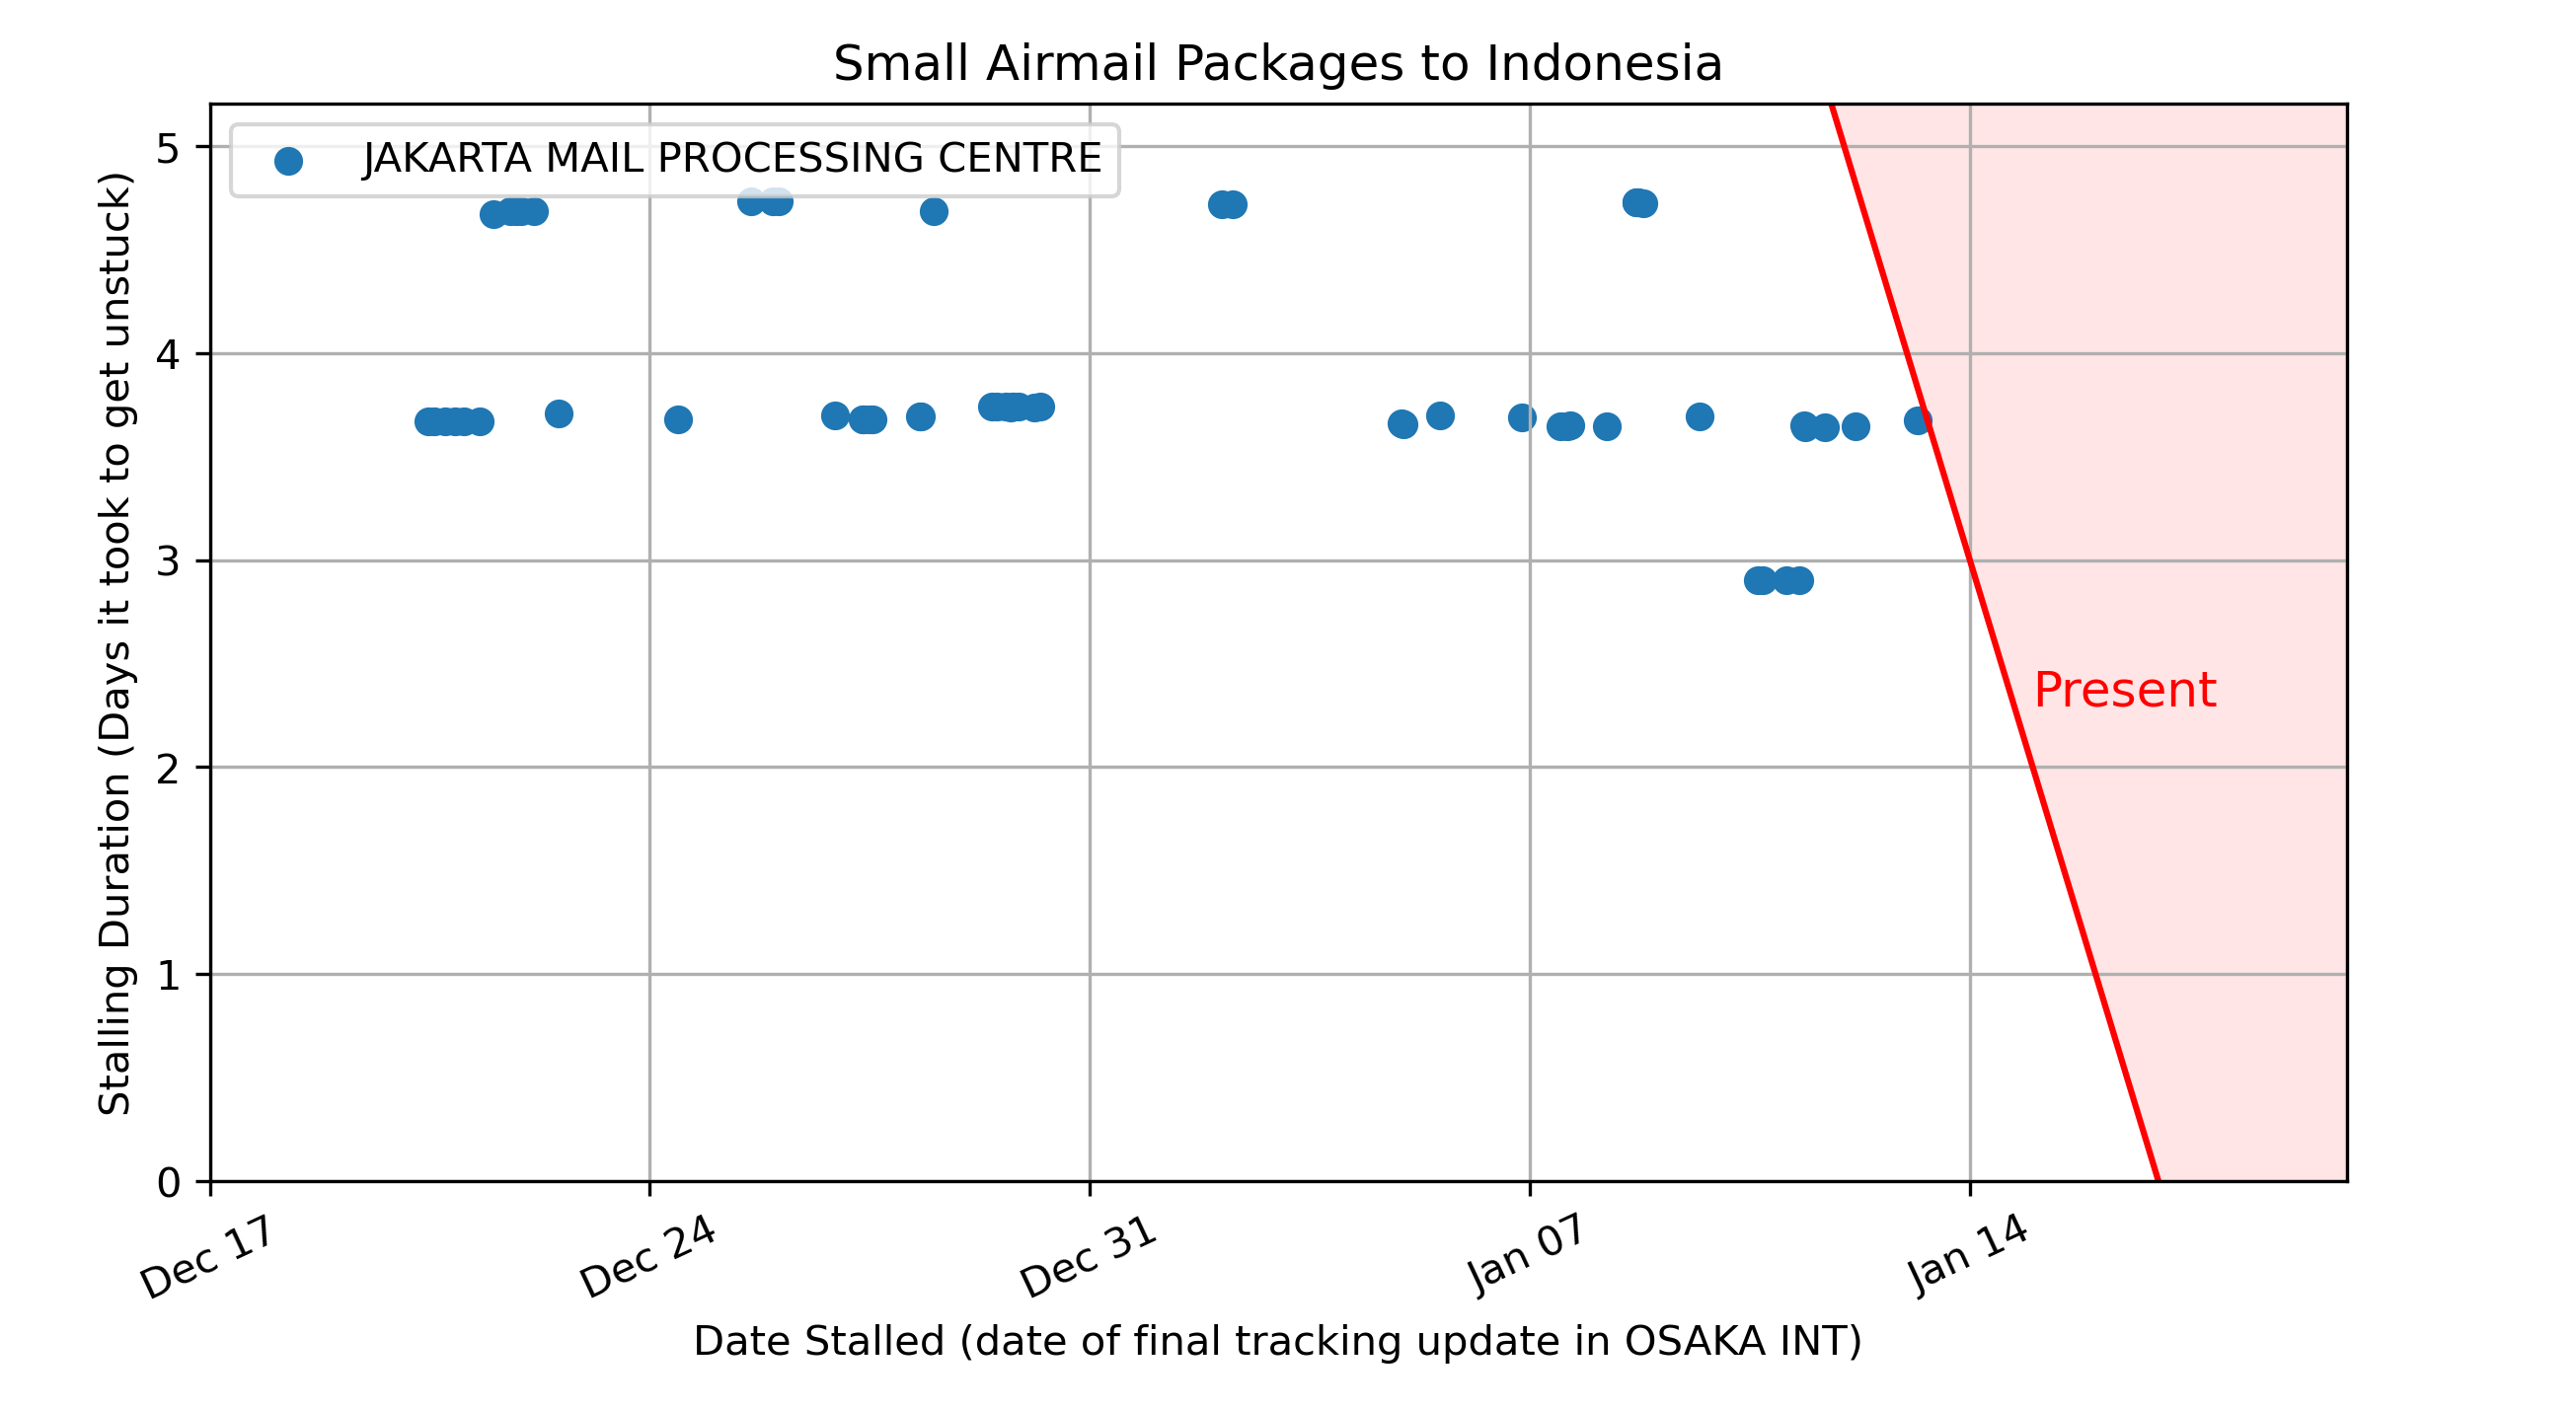 Small Airmail Packages to Indonesia
JAKARTA MAIL PROCESSING CENTRE
Stalling Duration (Days it took to get unstuck)
5
4
3
2
1
0
Present
Dec 17
Dec 24
Dec 31
Jan 07
Jan 14
Date Stalled (date of final tracking update in OSAKA INT)